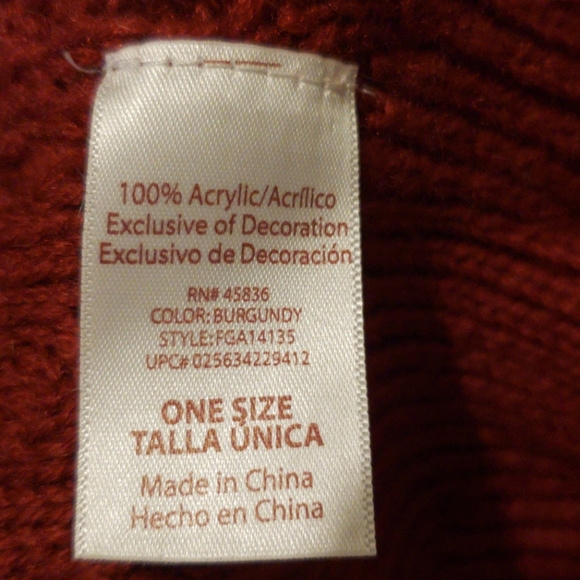 100% Acrylic/Acrílico
Exclusive of Decoration
Exclusivo de Decoración
RN# 45836
COLOR: BURGUNDY
STYLE: FGA14135
UPC# 025634229412
ONE SIZE
TALLA ÚNICA
Made in China
Hecho en China